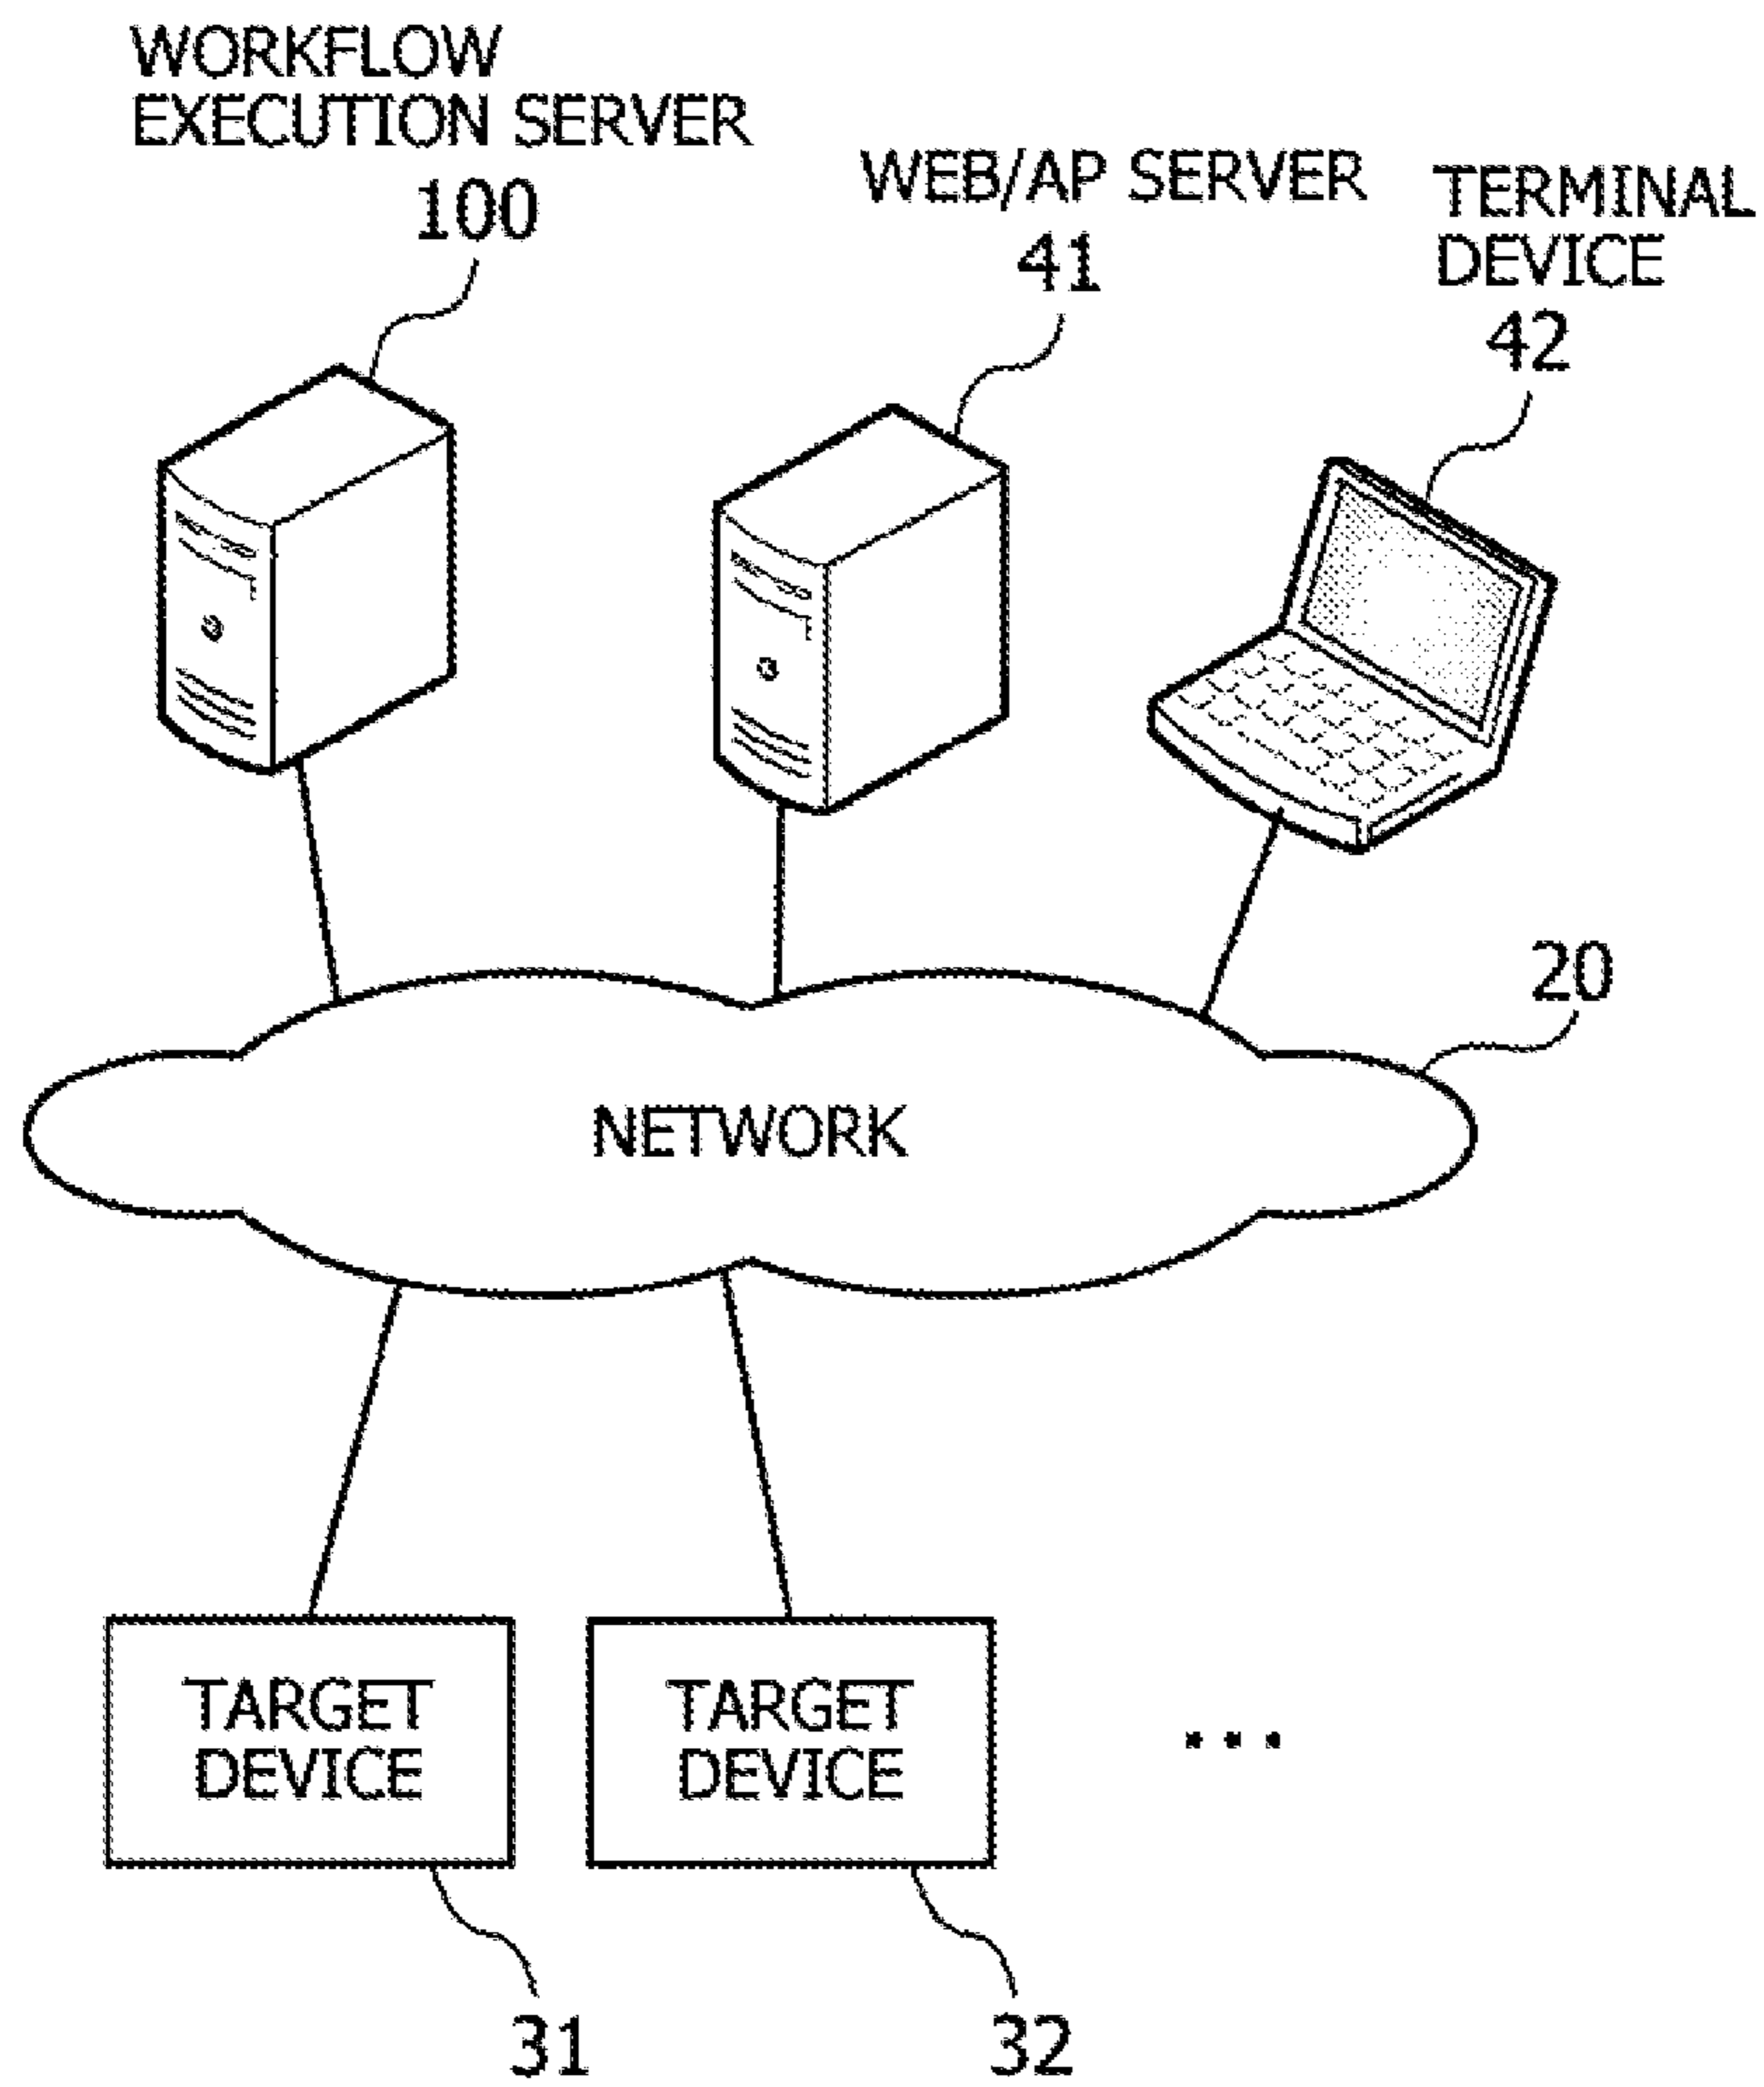 WORKFLOW
EXECUTION SERVER
100
WEB/AP SERVER
41
TERMINAL
DEVICE
42
20
NETWORK
TARGET
DEVICE
31
TARGET
DEVICE
32
...